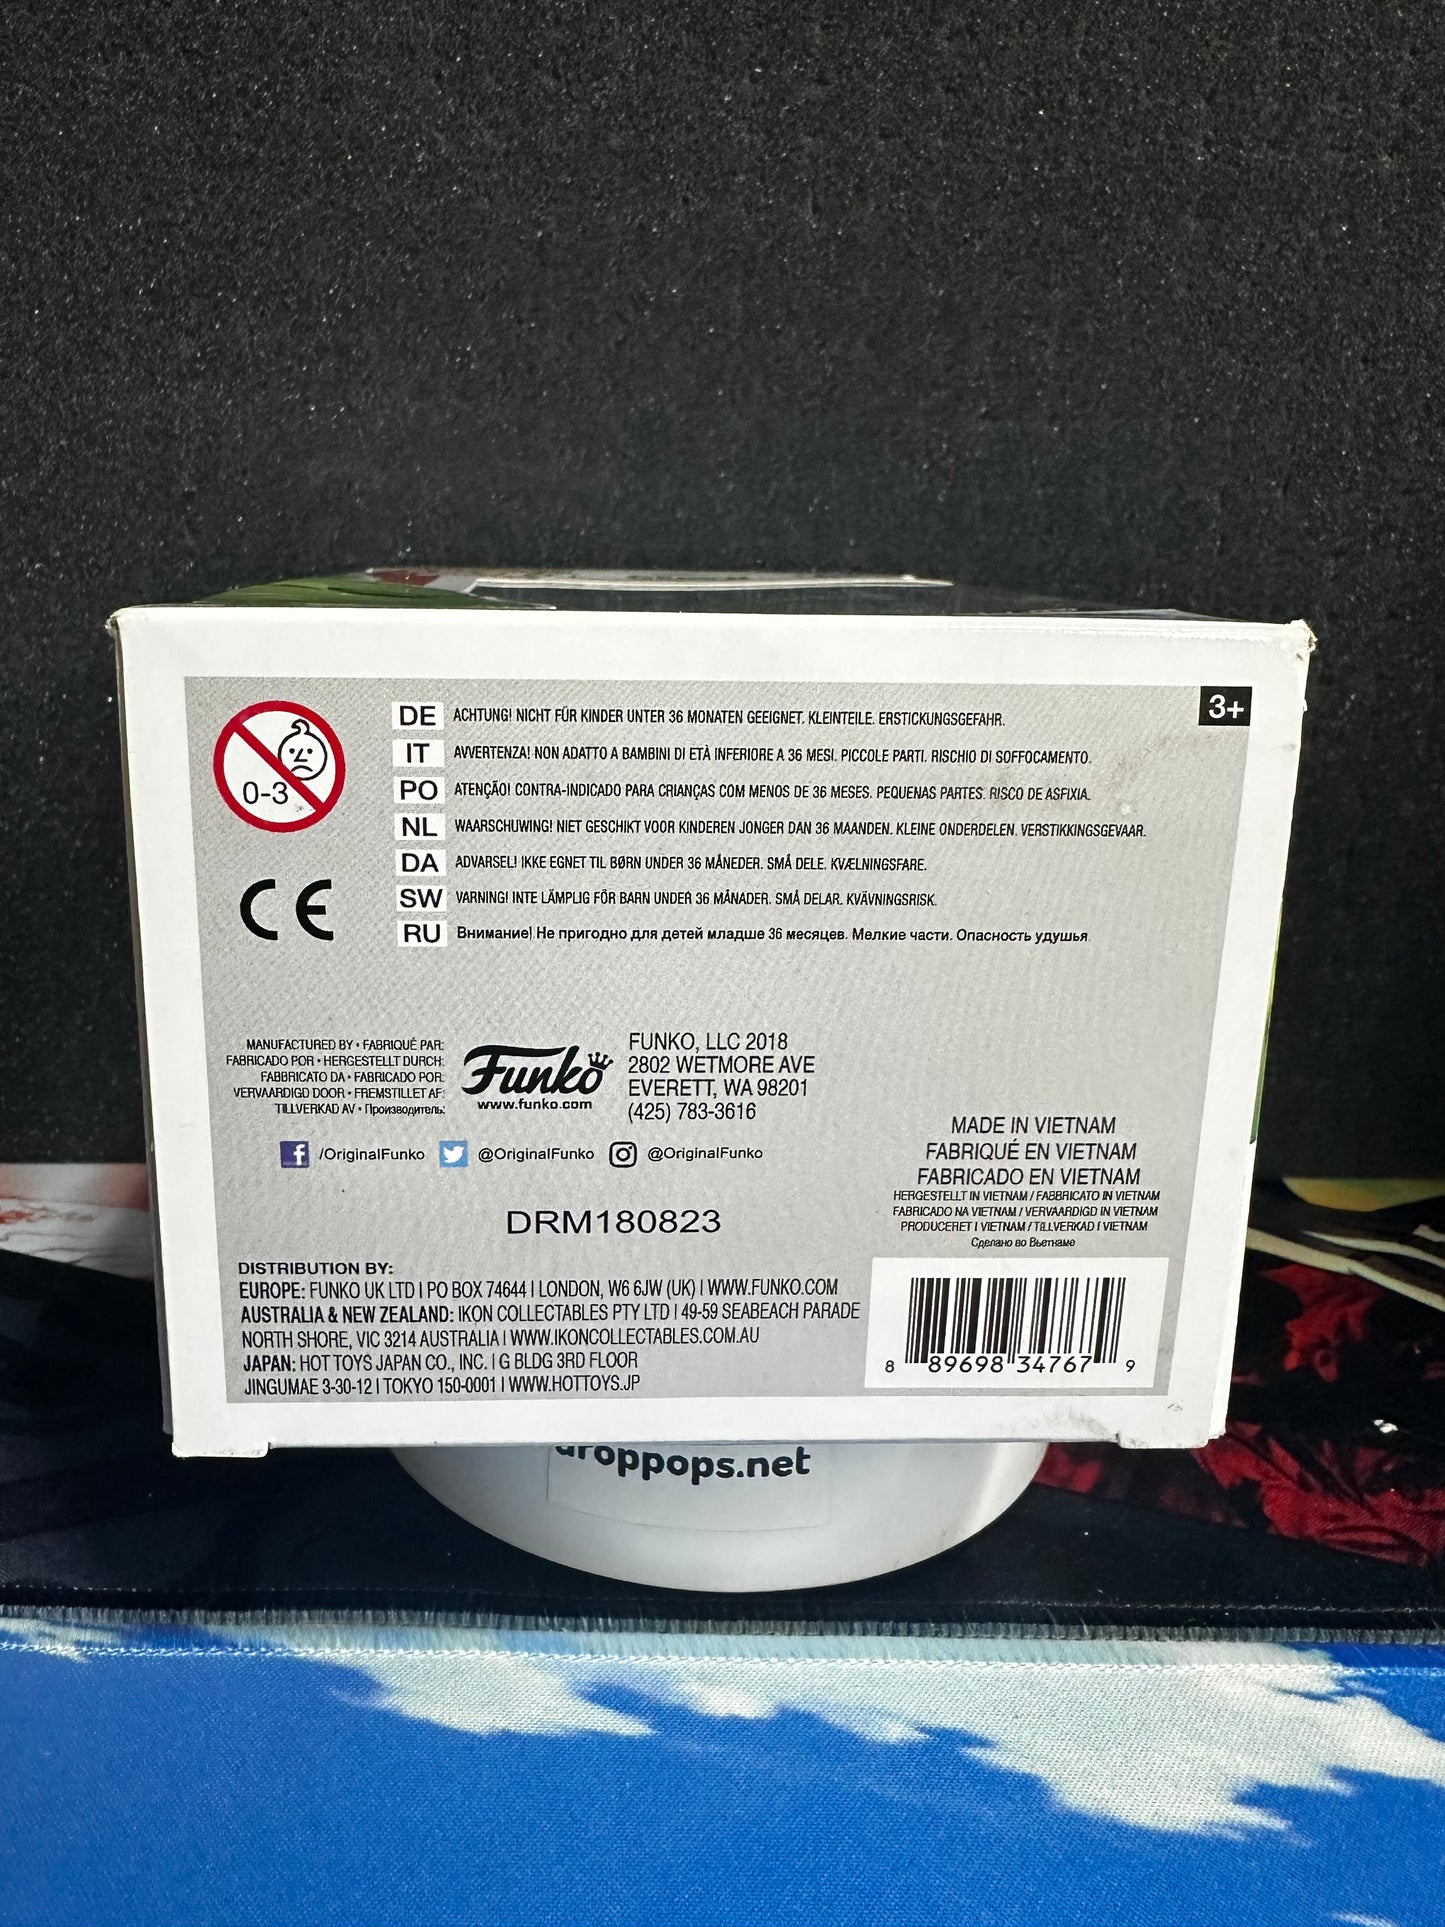 3+
0-3
DE ACHTUNG! NICHT FÜR KINDER UNTER 36 MONATEN GEEIGNET. KLEINTEILE. ERSTICKUNGSGEFAHR.
IT AVVERTENZA! NON ADATTO A BAMBINI DI ETÀ INFERIORE A 36 MESI. PICCOLE PARTI. RISCHIO DI SOFFOCAMENTO.
PO ATENÇÃO! CONTRA-INDICADO PARA CRIANÇAS COM MENOS DE 36 MESES. PEQUENAS PARTES. RISCO DE ASFIXIA.
NL WAARSCHUWING! NIET GESCHIKT VOOR KINDEREN JONGER DAN 36 MAANDEN. KLEINE ONDERDELEN. VERSTIKKINGSGEVAAR.
DA ADVARSEL! IKKE EGNET TIL BØRN UNDER 36 MÅNEDER. SMÅ DELE. KVÆLNINGSFARE.
SW VARNING! INTE LÄMPLIG FÖR BARN UNDER 36 MÅNADER. SMÅ DELAR. KVÄVNINGSRISK.
RU Внимание! Не пригодно для детей младше 36 месяцев. Мелкие части. Опасность удушья.
CE
MANUFACTURED BY • FABRIQUÉ PAR:
FABRICADO POR • HERGESTELLT DURCH:
FABBRICATO DA • FABRICADO POR:
VERVAARDIGD DOOR • FREMSTILLET AF:
TILLVERKAD AV • Производитель:
Funko
www.funko.com
FUNKO, LLC 2018
2802 WETMORE AVE
EVERETT, WA 98201
(425) 783-3616
/OriginalFunko @OriginalFunko @OriginalFunko
DRM180823
MADE IN VIETNAM
FABRIQUÉ EN VIETNAM
FABRICADO EN VIETNAM
HERGESTELLT IN VIETNAM / FABBRICATO IN VIETNAM
FABRICADO NA VIETNAM / VERVAARDIGD IN VIETNAM
PRODUCERET I VIETNAM / TILLVERKAD I VIETNAM
Сделано во Вьетнаме
DISTRIBUTION BY:
EUROPE: FUNKO UK LTD I PO BOX 74644 I LONDON, W6 6JW (UK) I WWW.FUNKO.COM
AUSTRALIA & NEW ZEALAND: IKON COLLECTABLES PTY LTD I 49-59 SEABEACH PARADE
NORTH SHORE, VIC 3214 AUSTRALIA I WWW.IKONCOLLECTABLES.COM.AU
JAPAN: HOT TOYS JAPAN CO., INC. I G BLDG 3RD FLOOR
JINGUMAE 3-30-12 I TOKYO 150-0001 I WWW.HOTTOYS.JP
8 89698 34767 9
droppops.net